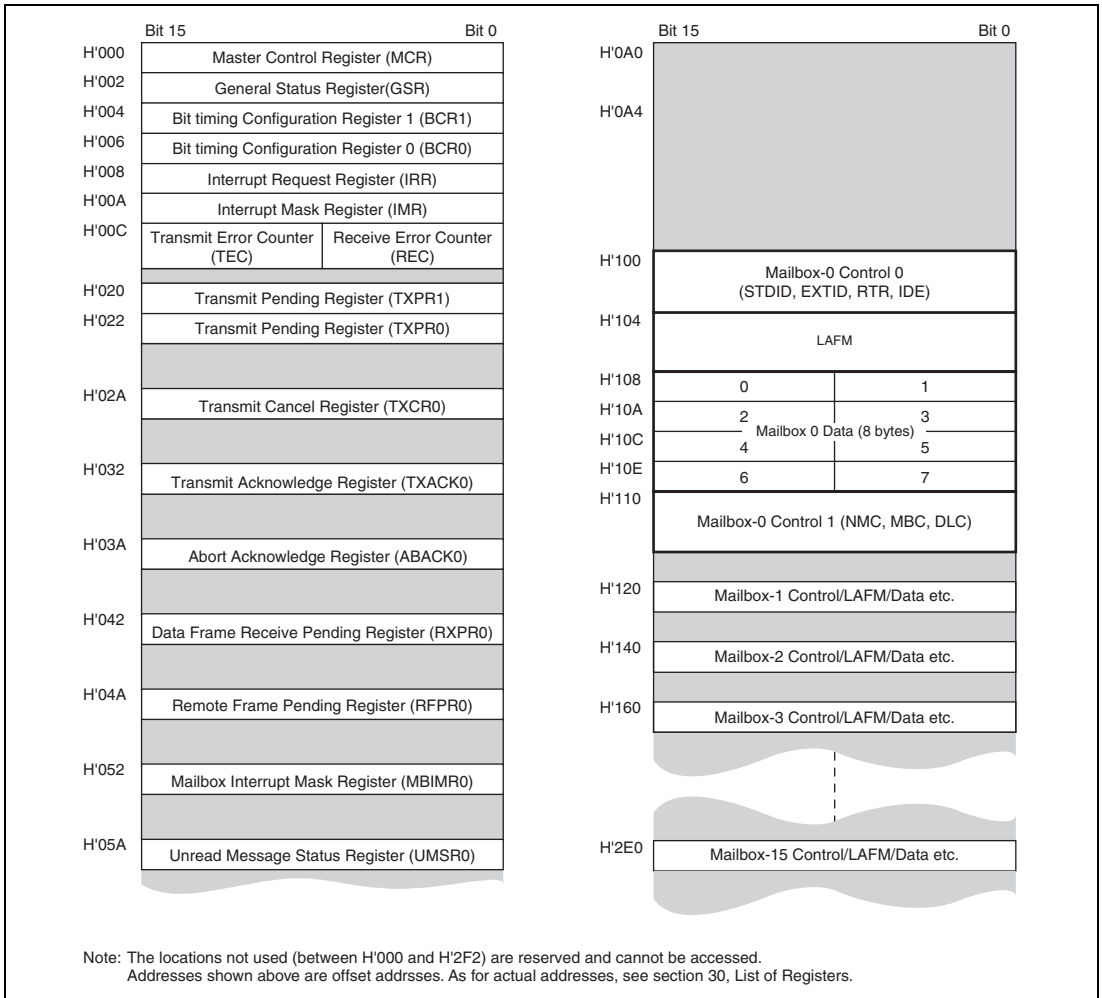 Bit 15 Bit 0
H'000 Master Control Register (MCR)
H'002 General Status Register(GSR)
H'004 Bit timing Configuration Register 1 (BCR1)
H'006 Bit timing Configuration Register 0 (BCR0)
H'008 Interrupt Request Register (IRR)
H'00A Interrupt Mask Register (IMR)
H'00C Transmit Error Counter (TEC) Receive Error Counter (REC)
H'020 Transmit Pending Register (TXPR1)
H'022 Transmit Pending Register (TXPR0)
H'02A Transmit Cancel Register (TXCR0)
H'032 Transmit Acknowledge Register (TXACK0)
H'03A Abort Acknowledge Register (ABACK0)
H'042 Data Frame Receive Pending Register (RXPR0)
H'04A Remote Frame Pending Register (RFPR0)
H'052 Mailbox Interrupt Mask Register (MBIMR0)
H'05A Unread Message Status Register (UMSR0)
Bit 15 Bit 0
H'0A0
H'0A4
H'100 Mailbox-0 Control 0
(STDID, EXTID, RTR, IDE)
H'104 LAFM
H'108 0 1
H'10A 2 3
Mailbox 0 Data (8 bytes)
H'10C 4 5
H'10E 6 7
H'110 Mailbox-0 Control 1 (NMC, MBC, DLC)
H'120 Mailbox-1 Control/LAFM/Data etc.
H'140 Mailbox-2 Control/LAFM/Data etc.
H'160 Mailbox-3 Control/LAFM/Data etc.
H'2E0 Mailbox-15 Control/LAFM/Data etc.
Note: The locations not used (between H'000 and H'2F2) are reserved and cannot be accessed.
Addresses shown above are offset addrsses. As for actual addresses, see section 30, List of Registers.